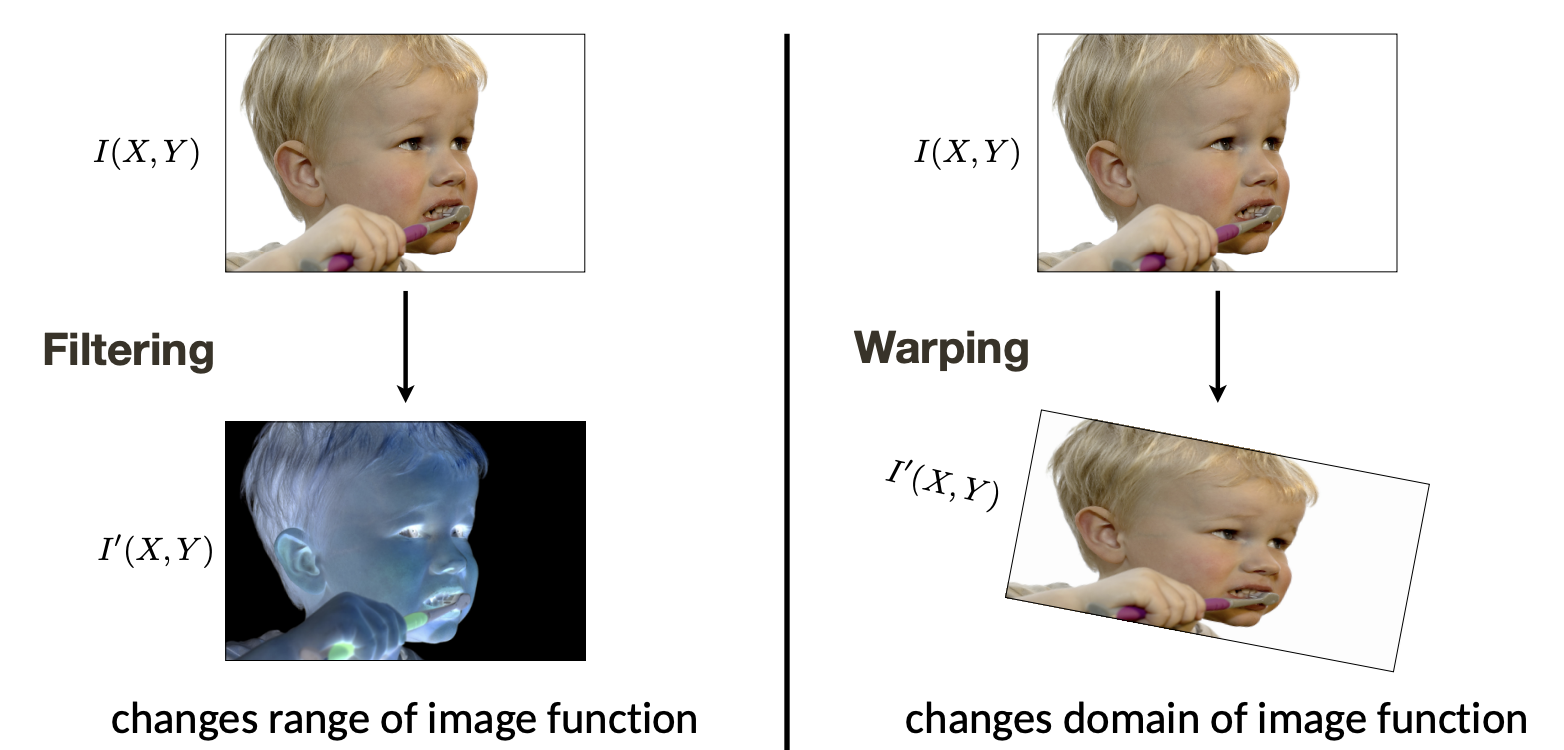 I(X, Y)
Filtering
I′(X, Y)
changes range of image function
I(X, Y)
Warping
I′(X, Y)
changes domain of image function